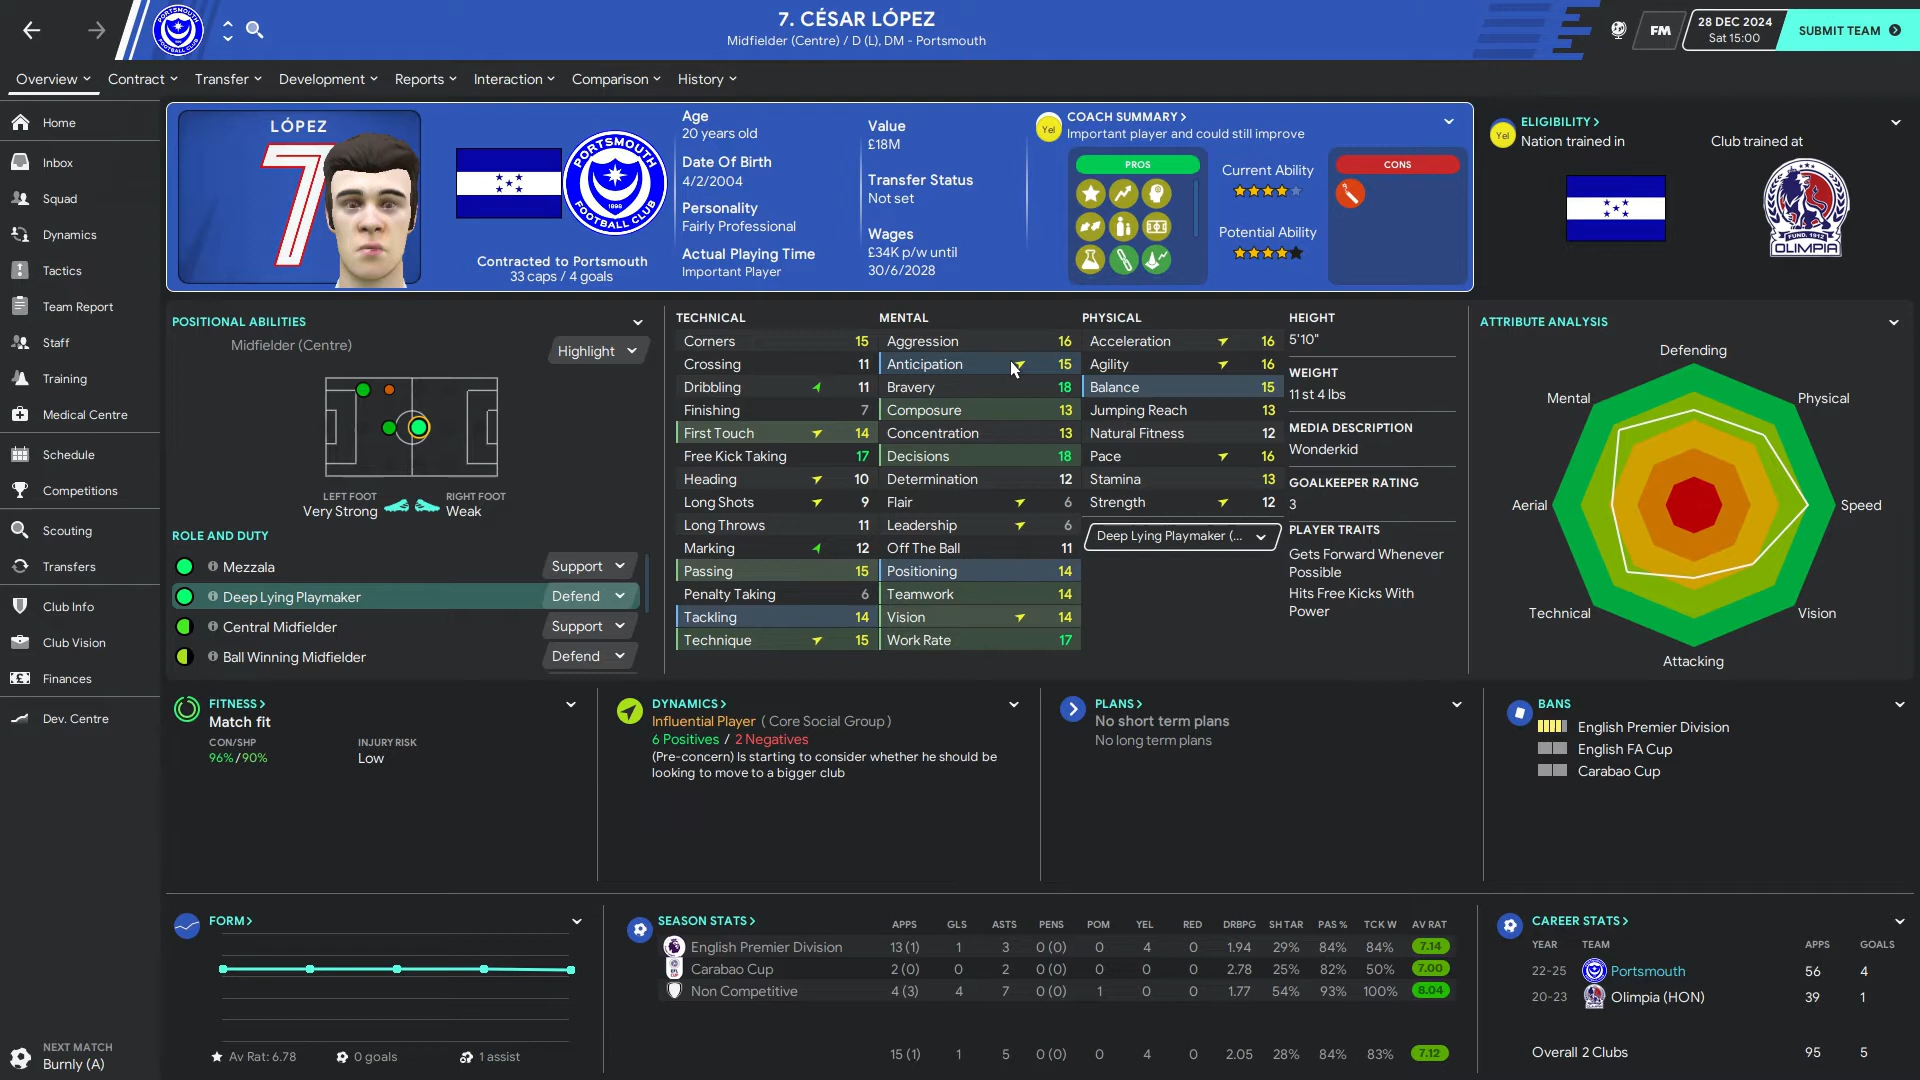 7. CÉSAR LÓPEZ
Midfielder (Centre) / D (L), DM - Portsmouth
FM
28 DEC 2024
Sat 15:00
SUBMIT TEAM
Overview
Contract
Transfer
Development
Reports
Interaction
Comparison
History
Home
Inbox
Squad
Dynamics
Tactics
Team Report
Staff
Training
Medical Centre
Schedule
Competitions
Scouting
Transfers
Club Info
Club Vision
Finances
Dev. Centre
NEXT MATCH
Burnly (A)
LÓPEZ
7
PORTSMOUTH
FOOTBALL CLUB
Contracted to Portsmouth
33 caps / 4 goals
Age
20 years old
Date Of Birth
4/2/2004
Personality
Fairly Professional
Actual Playing Time
Important Player
Value
£18M
Transfer Status
Not set
Wages
£34K p/w until
30/6/2028
Yel
COACH SUMMARY >
Important player and could still improve
PROS
Current Ability
Potential Ability
CONS
Yel
ELIGIBILITY >
Nation trained in
Club trained at
FUND. 1912
OLIMPIA
POSITIONAL ABILITIES
Midfielder (Centre)
Highlight
LEFT FOOT
Very Strong
RIGHT FOOT
Weak
ROLE AND DUTY
Mezzala Support
Deep Lying Playmaker Defend
Central Midfielder Support
Ball Winning Midfielder Defend
TECHNICAL
Corners 15
Crossing 11
Dribbling 11
Finishing 7
First Touch 14
Free Kick Taking 17
Heading 10
Long Shots 9
Long Throws 11
Marking 12
Passing 15
Penalty Taking 6
Tackling 14
Technique 15
MENTAL
Aggression 16
Anticipation 15
Bravery 18
Composure 13
Concentration 13
Decisions 18
Determination 12
Flair 6
Leadership 6
Off The Ball 11
Positioning 14
Teamwork 14
Vision 14
Work Rate 17
PHYSICAL
Acceleration 16
Agility 16
Balance 15
Jumping Reach 13
Natural Fitness 12
Pace 16
Stamina 13
Strength 12
Deep Lying Playmaker (...
HEIGHT
5'10"
WEIGHT
11 st 4 lbs
MEDIA DESCRIPTION
Wonderkid
GOALKEEPER RATING
3
PLAYER TRAITS
Gets Forward Whenever
Possible
Hits Free Kicks With
Power
ATTRIBUTE ANALYSIS
Defending
Physical
Speed
Vision
Attacking
Technical
Aerial
Mental
FITNESS >
Match fit
CON/SHP
96%/90%
INJURY RISK
Low
DYNAMICS >
Influential Player ( Core Social Group )
6 Positives / 2 Negatives
(Pre-concern) Is starting to consider whether he should be
looking to move to a bigger club
PLANS >
No short term plans
No long term plans
BANS
English Premier Division
English FA Cup
Carabao Cup
FORM >
Av Rat: 6.78
0 goals
1 assist
SEASON STATS > APPS GLS ASTS PENS POM YEL RED DRBPG SH TAR PAS % TCK W AV RAT
English Premier Division 13 (1) 1 3 0 (0) 0 4 0 1.94 29% 84% 84% 7.14
Carabao Cup 2 (0) 0 2 0 (0) 0 0 0 2.78 25% 82% 50% 7.00
Non Competitive 4 (3) 4 7 0 (0) 1 0 0 1.77 54% 93% 100% 8.04
15 (1) 1 5 0 (0) 0 4 0 2.05 28% 84% 83% 7.12
CAREER STATS >
YEAR TEAM APPS GOALS
22-25 Portsmouth 56 4
20-23 Olimpia (HON) 39 1
Overall 2 Clubs 95 5